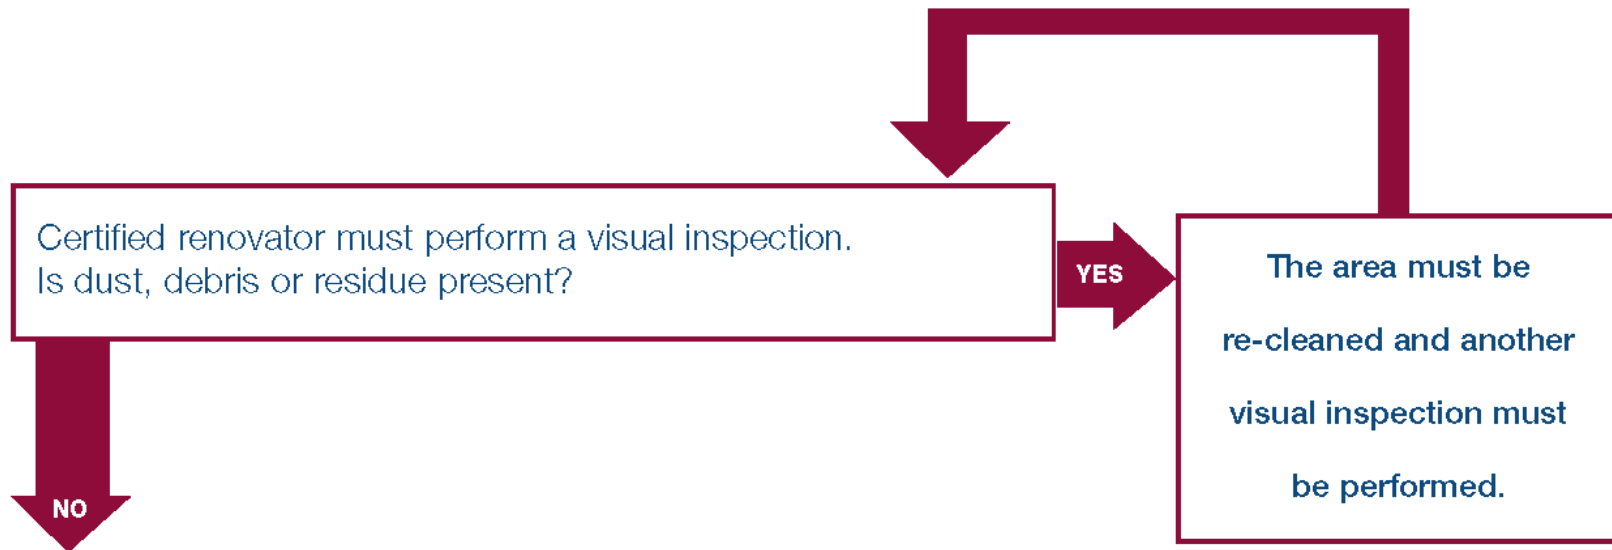 Certified renovator must perform a visual inspection.
Is dust, debris or residue present?
YES
The area must be
re-cleaned and another
visual inspection must
be performed.
NO